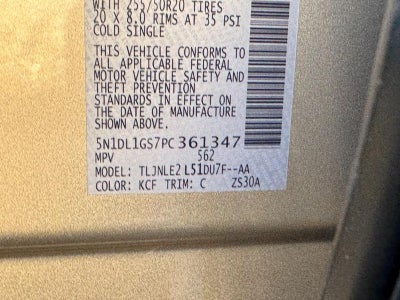 WITH 255/50R20 TIRES
20 X 8.0 RIMS AT 35 PSI
COLD SINGLE
THIS VEHICLE CONFORMS TO
ALL APPLICABLE FEDERAL
MOTOR VEHICLE SAFETY AND
THEFT PREVENTION
STANDARDS IN EFFECT ON
THE DATE OF MANUFACTURE
SHOWN ABOVE.
5N1DL1GS7PC361347
MPV 562
MODEL: TLJNLE2 L51DU7F--AA
COLOR: KCF TRIM: C ZS30A